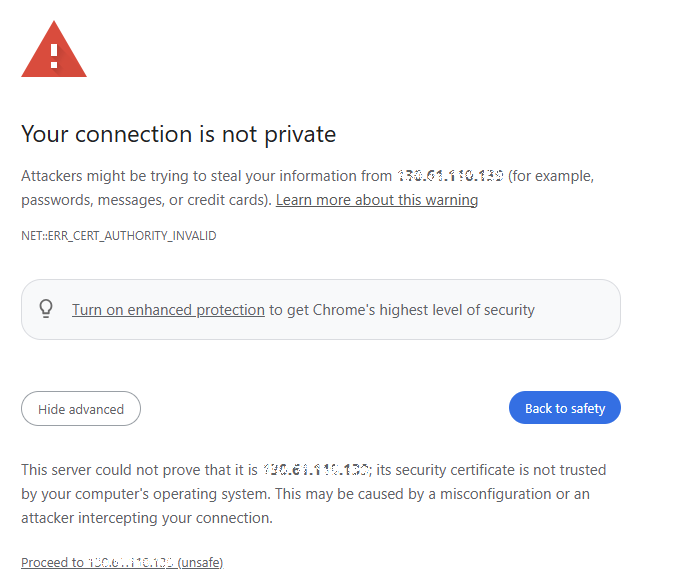 Your connection is not private
Attackers might be trying to steal your information from (for example,
passwords, messages, or credit cards). Learn more about this warning
NET::ERR_CERT_AUTHORITY_INVALID
Turn on enhanced protection to get Chrome's highest level of security
Hide advanced
Back to safety
This server could not prove that it is ; its security certificate is not trusted
by your computer's operating system. This may be caused by a misconfiguration or an
attacker intercepting your connection.
Proceed to (unsafe)